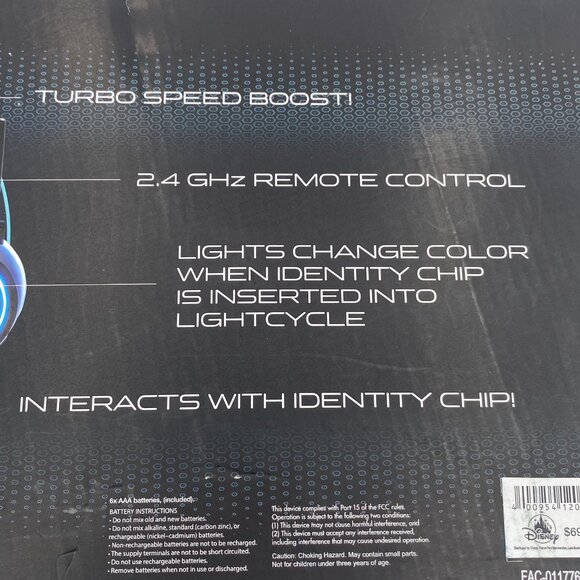 TURBO SPEED BOOST!
2.4 GHz REMOTE CONTROL
LIGHTS CHANGE COLOR
WHEN IDENTITY CHIP
IS INSERTED INTO
LIGHTCYCLE
INTERACTS WITH IDENTITY CHIP!
6x AAA batteries, (included).
BATTERY INSTRUCTIONS
• Do not mix old and new batteries.
• Do not mix alkaline, standard (carbon zinc), or
rechargeable (nickel-cadmium) batteries.
• Non-rechargeable batteries are not to be recharged.
• The supply terminals are not to be short circuited.
• Do not use rechargeable batteries.
• Remove batteries when not in use or discharged.
This device complies with Part 15 of the FCC rules.
Operation is subject to the following two conditions:
(1) This device may not cause harmful interference, and
(2) This device must accept any interference received,
including interference that may cause undesired operation.
Caution: Choking Hazard. May contain small parts.
Not for children under three years of age.
4 00954 120
Disney
$69
FAC-011778